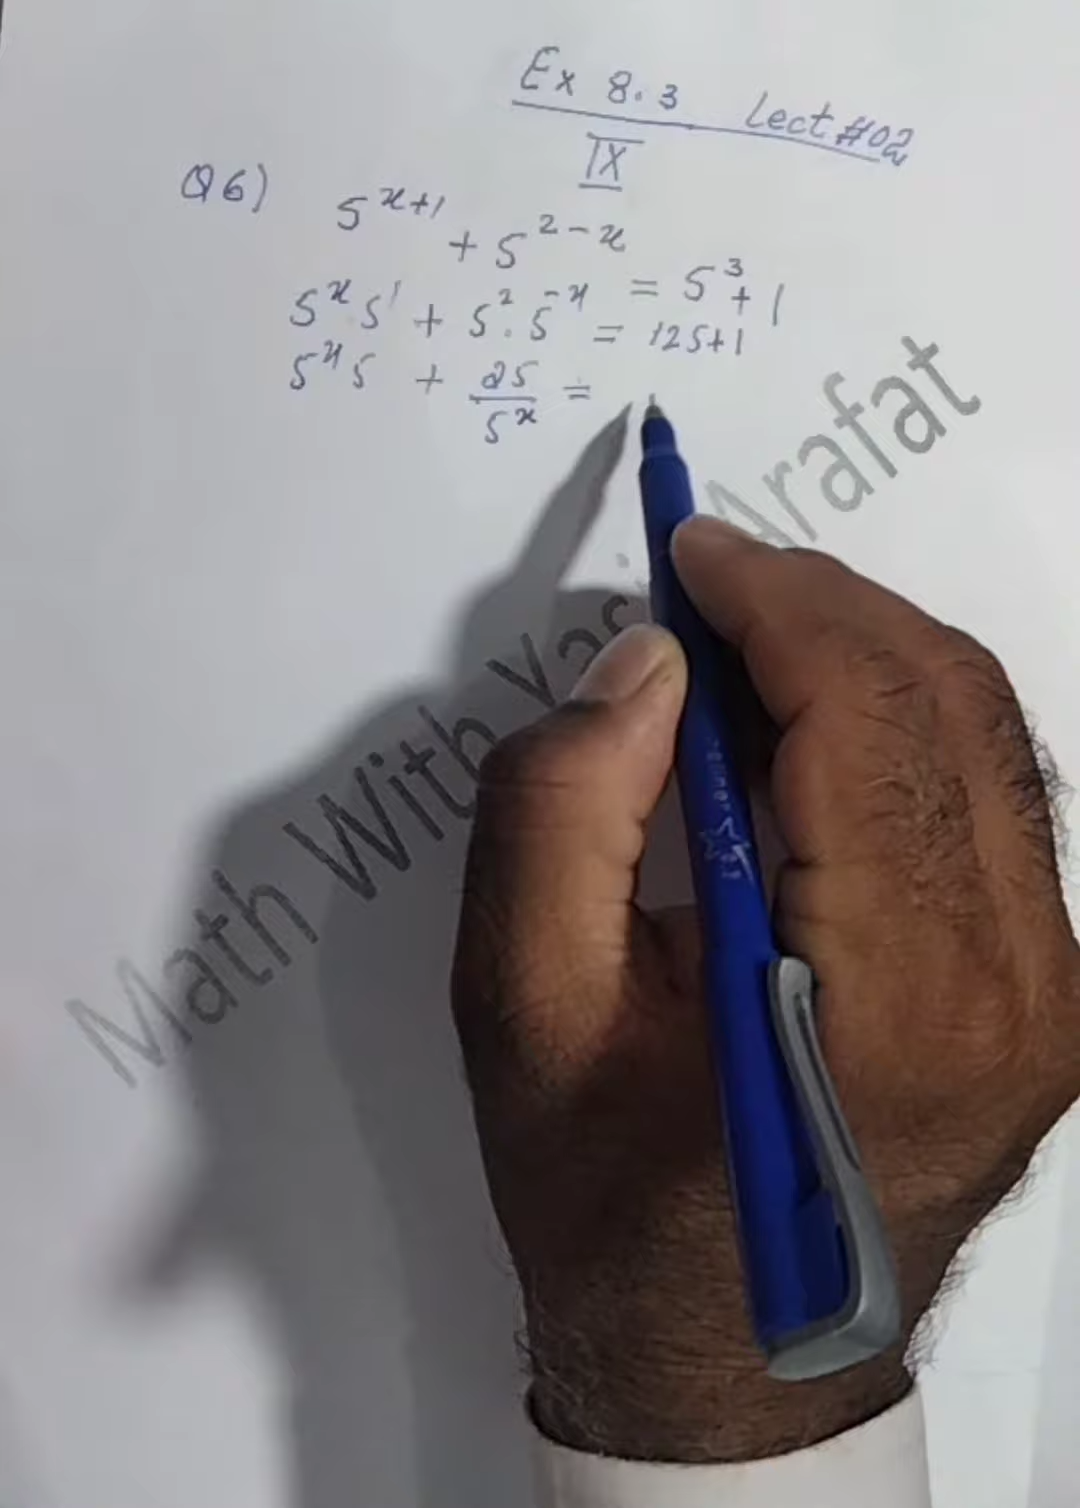 Ex 8.3 Lect #02
IX
Q6) 5^{x+1} + 5^{2-x} = 5^3 + 1
5^x 5^1 + 5^2 . 5^{-x} = 125+1
5^x 5 + 25/5^x =
Math With Yasir Arafat